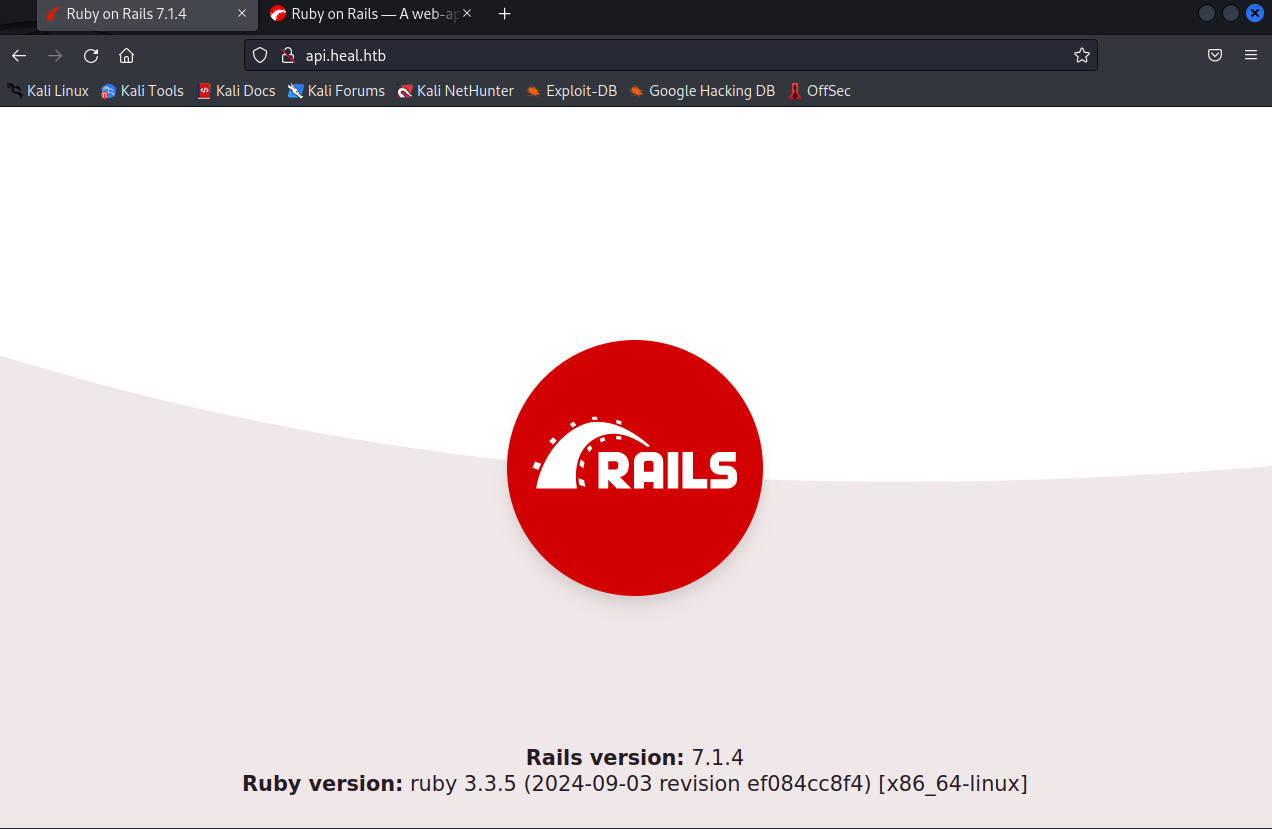 Ruby on Rails 7.1.4
Ruby on Rails — A web-ap
api.heal.htb
Kali Linux Kali Tools Kali Docs Kali Forums Kali NetHunter Exploit-DB Google Hacking DB OffSec
RAILS
Rails version: 7.1.4
Ruby version: ruby 3.3.5 (2024-09-03 revision ef084cc8f4) [x86_64-linux]